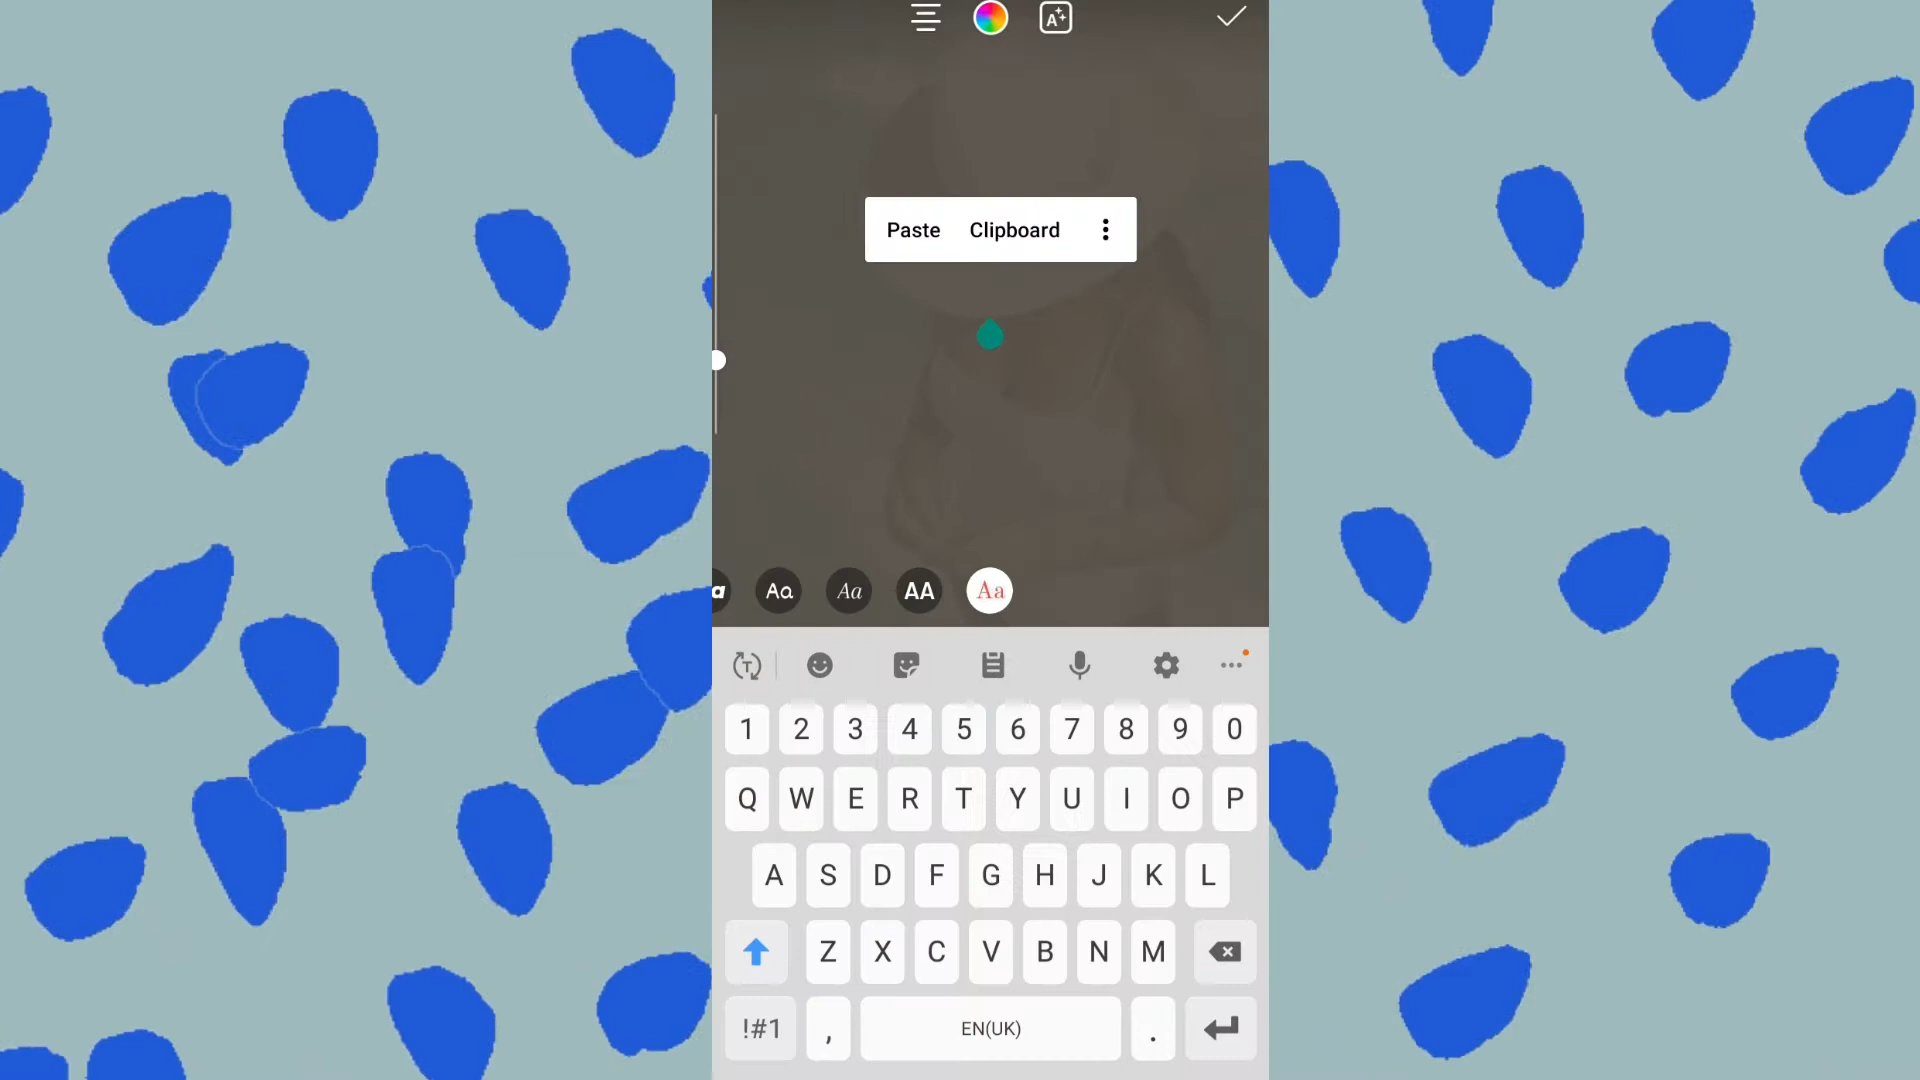 A
Paste Clipboard
a Aa Aa AA Aa
T
1 2 3 4 5 6 7 8 9 0
Q W E R T Y U I O P
A S D F G H J K L
Z X C V B N M
!#1 , EN(UK) .